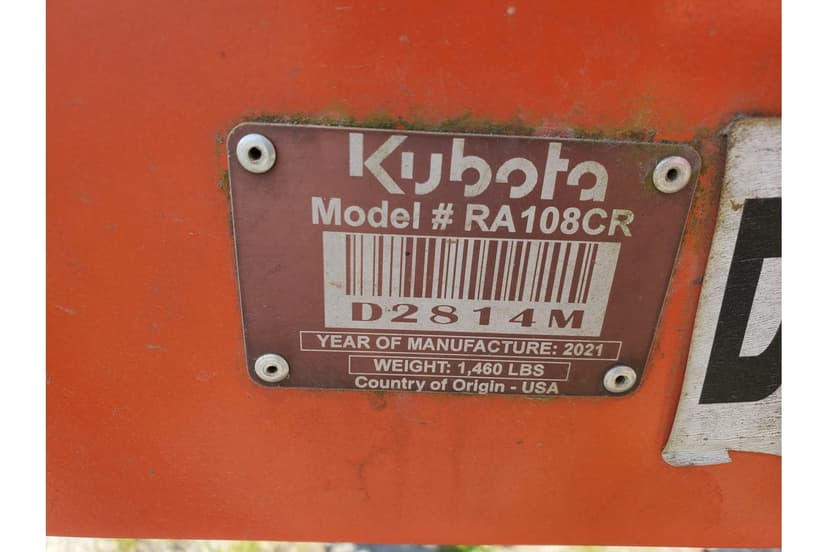 Kubota
Model # RA108CR
D2814M
YEAR OF MANUFACTURE: 2021
WEIGHT: 1,460 LBS
Country of Origin - USA